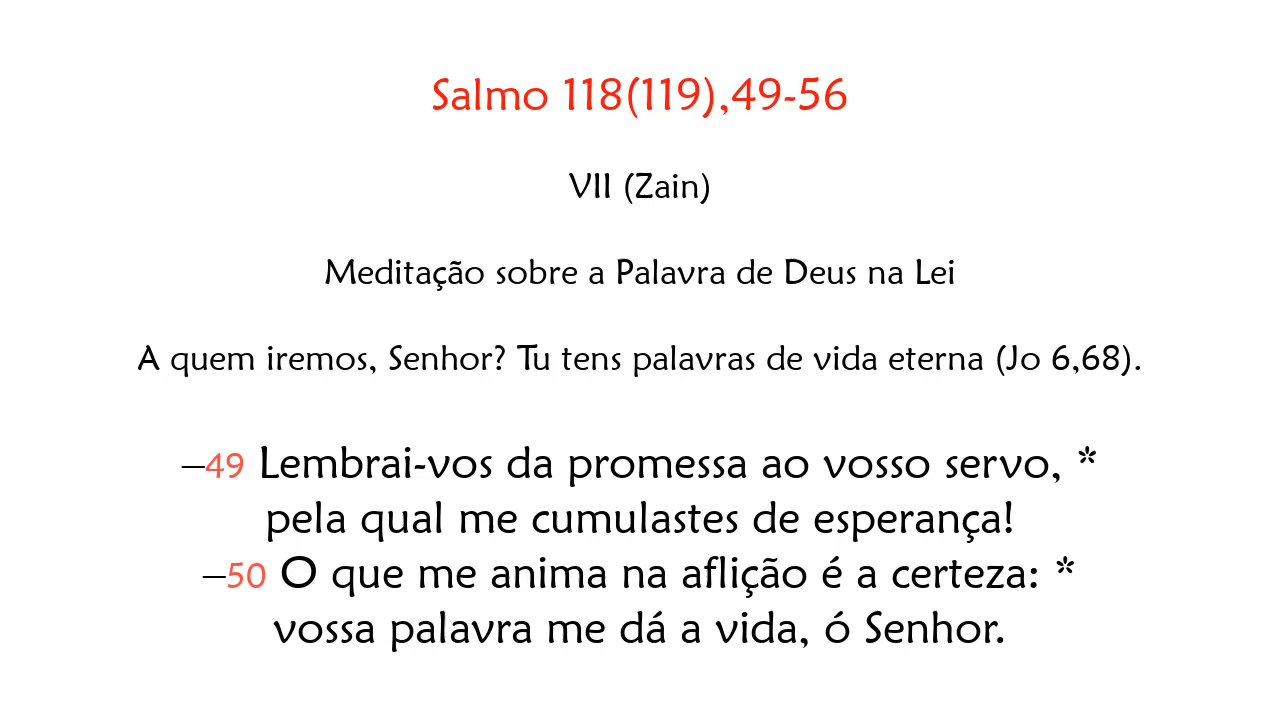 Salmo 118(119),49-56
VII (Zain)
Meditação sobre a Palavra de Deus na Lei
A quem iremos, Senhor? Tu tens palavras de vida eterna (Jo 6,68).
–49 Lembrai-vos da promessa ao vosso servo, *
pela qual me cumulastes de esperança!
–50 O que me anima na aflição é a certeza: *
vossa palavra me dá a vida, ó Senhor.